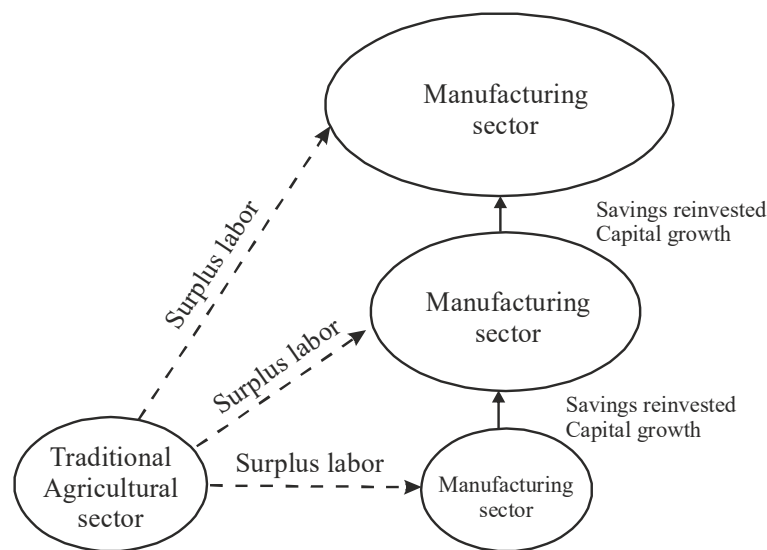 Manufacturing
sector
Surplus labor
Savings reinvested
Capital growth
Manufacturing
sector
Surplus labor
Savings reinvested
Capital growth
Traditional
Agricultural
sector
Surplus labor
Manufacturing
sector